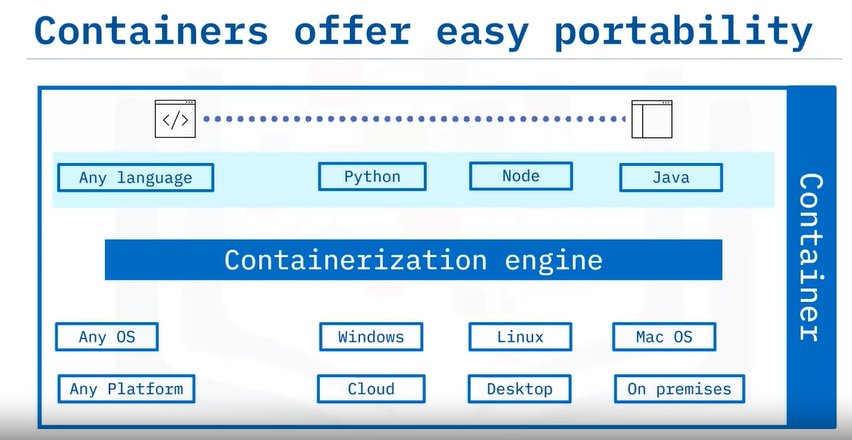 Containers offer easy portability
</>
Any language
Python
Node
Java
Containerization engine
Any OS
Windows
Linux
Mac OS
Any Platform
Cloud
Desktop
On premises
Container